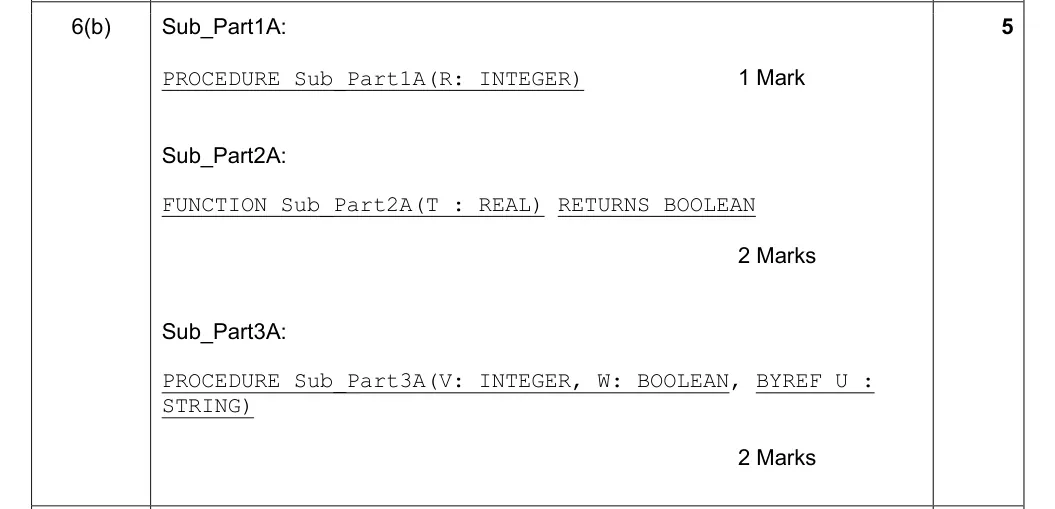 6(b) Sub_Part1A: 5
PROCEDURE Sub_Part1A(R: INTEGER) 1 Mark
Sub_Part2A:
FUNCTION Sub_Part2A(T : REAL) RETURNS BOOLEAN
2 Marks
Sub_Part3A:
PROCEDURE Sub_Part3A(V: INTEGER, W: BOOLEAN, BYREF U :
STRING)
2 Marks